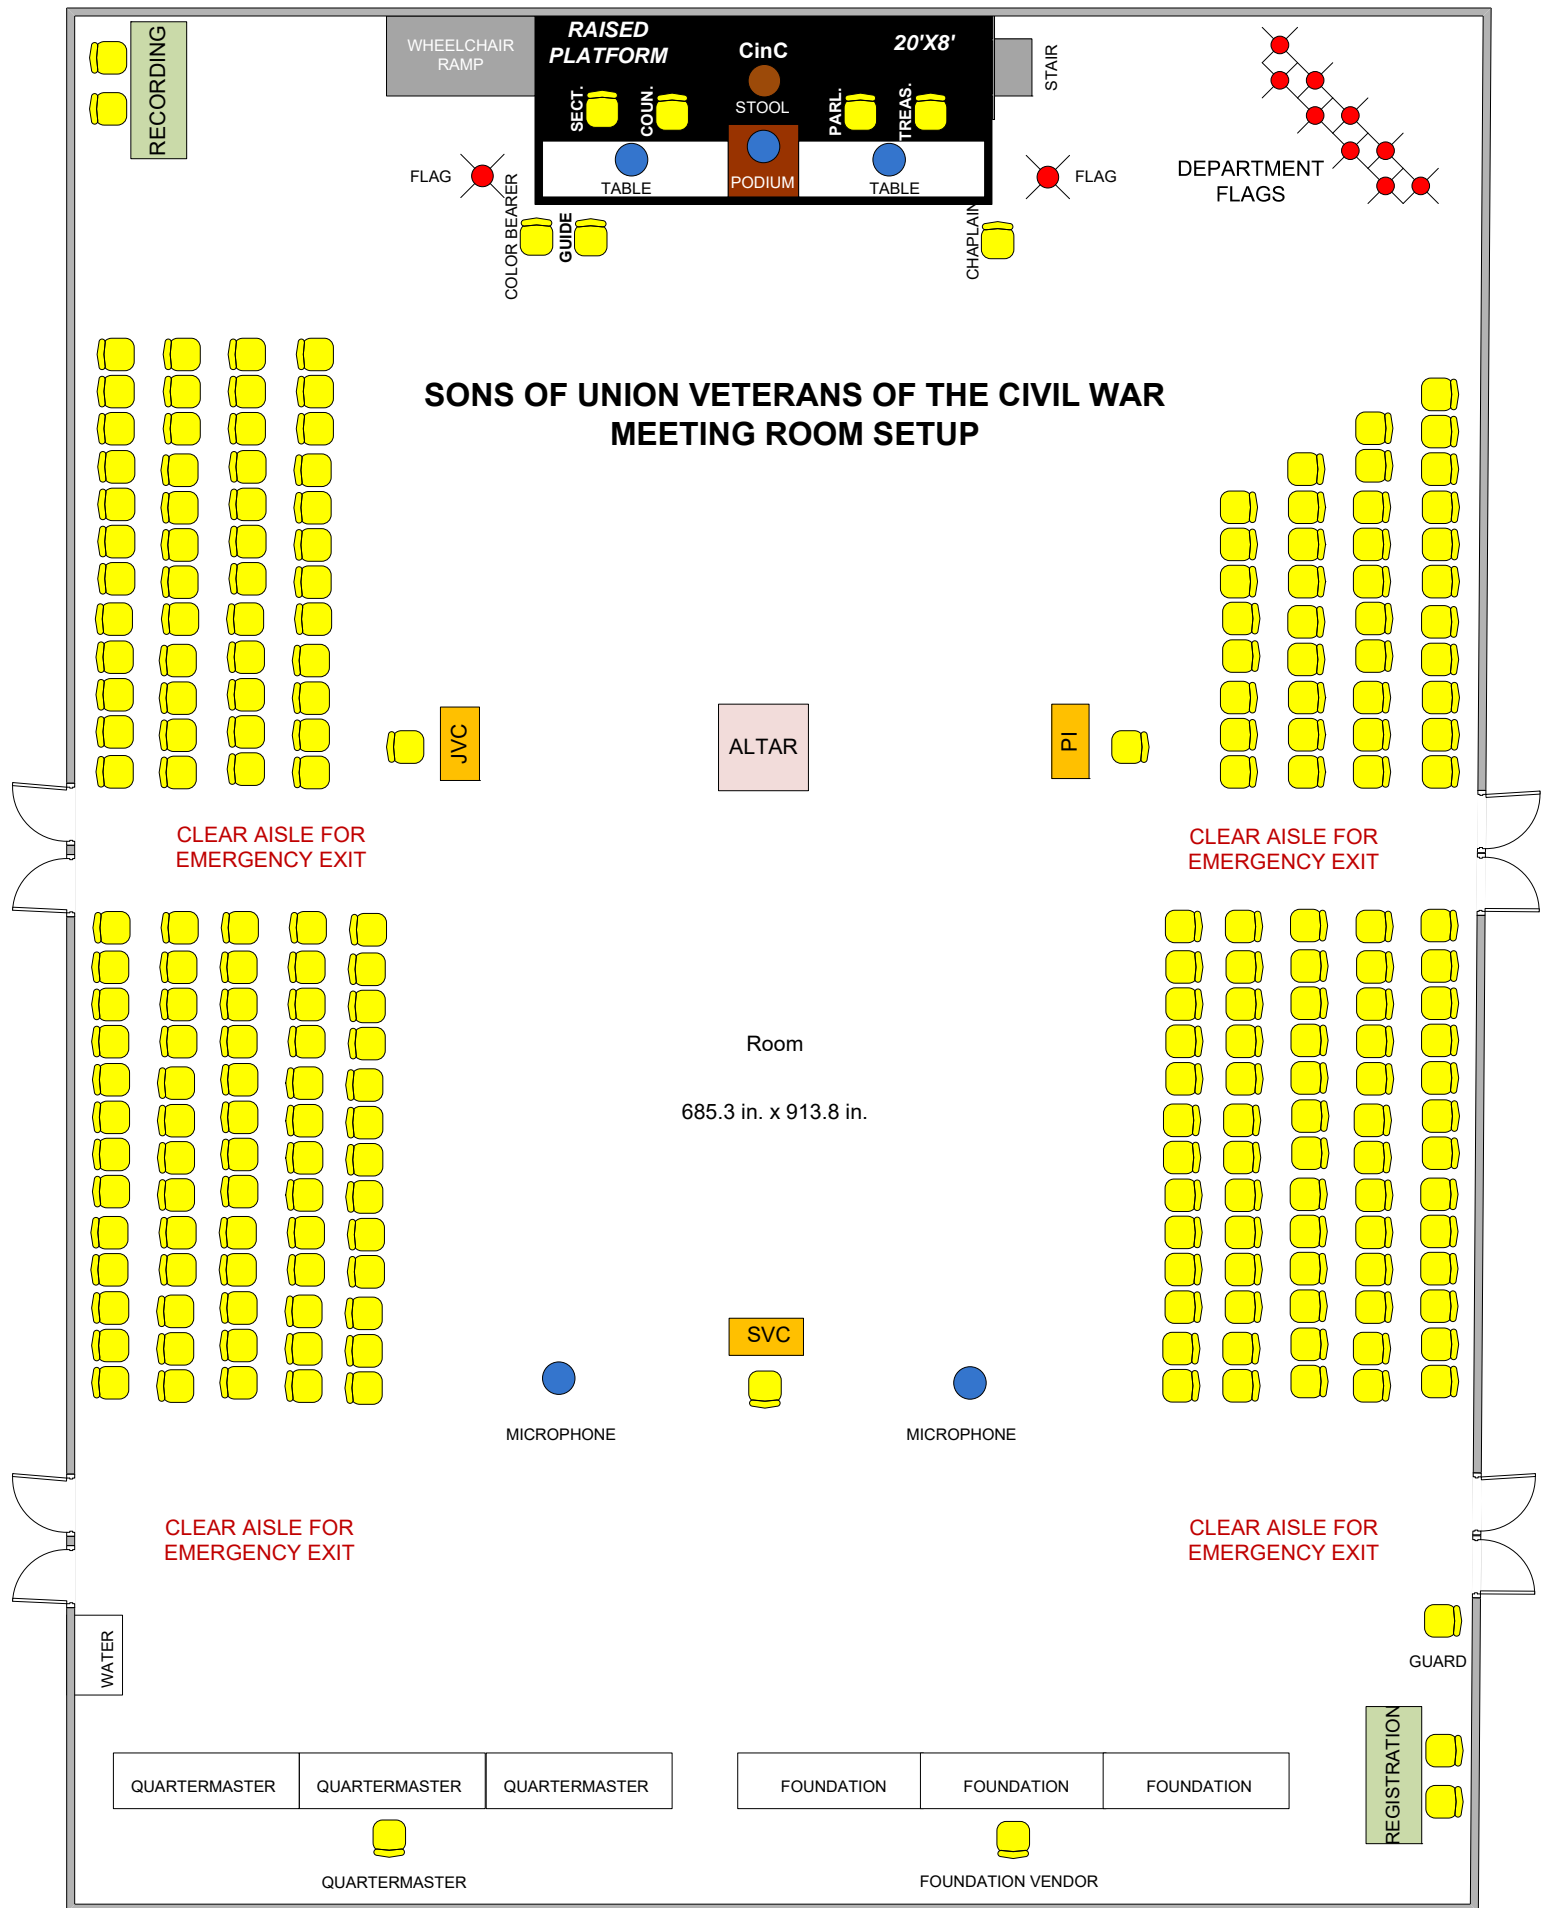 RECORDING
WHEELCHAIR
RAMP
RAISED
PLATFORM
CinC
20'X8'
STAIR
SECT.
COUN.
STOOL
PARL.
TREAS.
FLAG
TABLE
PODIUM
TABLE
FLAG
DEPARTMENT
FLAGS
COLOR BEARER
GUIDE
CHAPLAIN
SONS OF UNION VETERANS OF THE CIVIL WAR
MEETING ROOM SETUP
JVC
ALTAR
PI
CLEAR AISLE FOR
EMERGENCY EXIT
CLEAR AISLE FOR
EMERGENCY EXIT
Room
685.3 in. x 913.8 in.
SVC
MICROPHONE
MICROPHONE
CLEAR AISLE FOR
EMERGENCY EXIT
CLEAR AISLE FOR
EMERGENCY EXIT
WATER
GUARD
REGISTRATION
QUARTERMASTER
QUARTERMASTER
QUARTERMASTER
FOUNDATION
FOUNDATION
FOUNDATION
QUARTERMASTER
FOUNDATION VENDOR